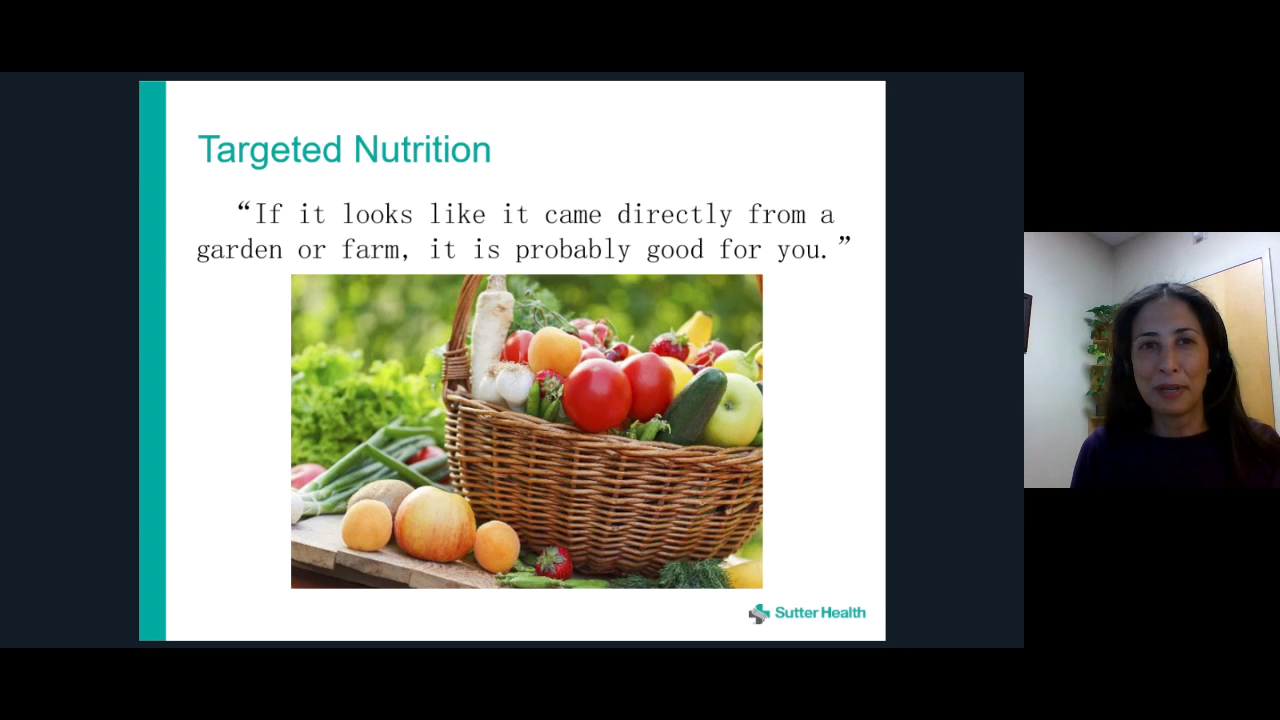 Targeted Nutrition
“If it looks like it came directly from a
garden or farm, it is probably good for you.”
Sutter Health